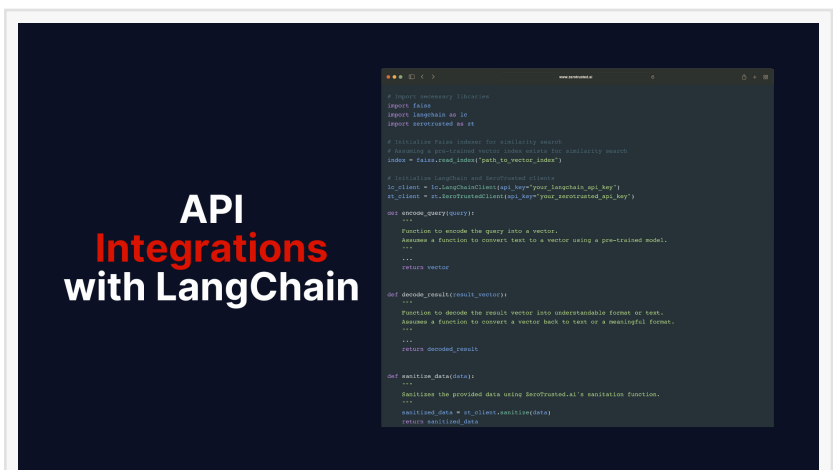 API
Integrations
with LangChain
www.zerotrusted.ai
# Import necessary libraries
import faiss
import langchain as lc
import zerotrusted as zt
# Initialize Faiss indexer for similarity search
# Assuming a pre-trained vector index exists for similarity search
index = faiss.read_index("path_to_vector_index")
# Initialize LangChain and ZeroTrusted clients
lc_client = lc.LangChainClient(api_key="your_langchain_api_key")
zt_client = zt.ZeroTrustedClient(api_key="your_zerotrusted_api_key")
def encode_query(query):
"""
Function to encode the query into a vector.
Assumes a function to convert text to a vector using a pre-trained model.
"""
...
return vector
def decode_result(result_vector):
"""
Function to decode the result vector into understandable format or text.
Assumes a function to convert a vector back to text or a meaningful format.
"""
...
return decoded_result
def sanitize_data(data):
"""
Sanitizes the provided data using ZeroTrusted.ai's sanitation function.
"""
sanitized_data = zt_client.sanitize(data)
return sanitized_data